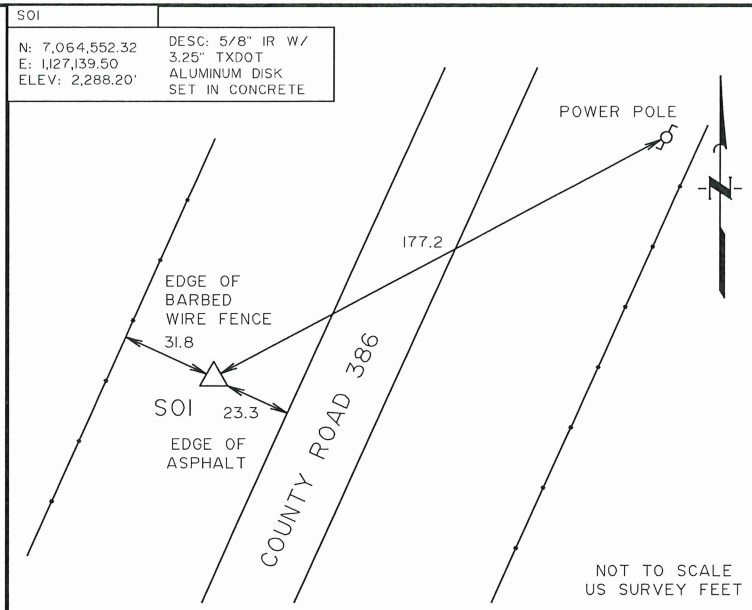 SOI
N: 7,064,552.32
E: 1,127,139.50
ELEV: 2,288.20'
DESC: 5/8" IR W/
3.25" TXDOT
ALUMINUM DISK
SET IN CONCRETE
POWER POLE
N
177.2
EDGE OF
BARBED
WIRE FENCE
31.8
SOI
23.3
EDGE OF
ASPHALT
COUNTY ROAD 386
NOT TO SCALE
US SURVEY FEET